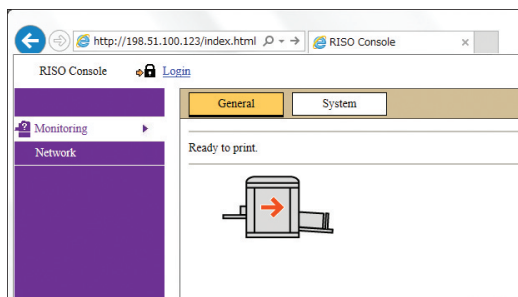 http://198.51.100.123/index.html
RISO Console
RISO Console
Login
General
System
Monitoring
Network
Ready to print.